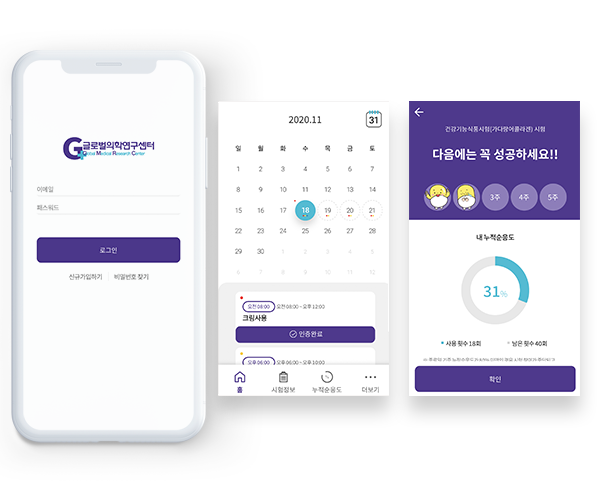 글로벌의학연구센터
Global Medical Research Center
이메일
패스워드
로그인
신규가입하기 | 비밀번호 찾기
2020.11
31
일 월 화 수 목 금 토
1 2 3 4 5 6 7
8 9 10 11 12 13 14
15 16 17 18 19 20 21
22 23 24 25 26 27 28
29 30 1 2 3 4 5
6 7 8 9 10 11 12
오전 08:00 오전 08:00 ~ 오후 12:00
크림사용
인증완료
오후 06:00 오후 06:00 ~ 오후 10:00
홈 시험정보 누적순응도 더보기
건강기능식품시험(가다랑어콜라겐) 시험
다음에는 꼭 성공하세요!!
3주 4주 5주
내 누적순응도
31%
사용 횟수 18회 남은 횟수 40회
확인